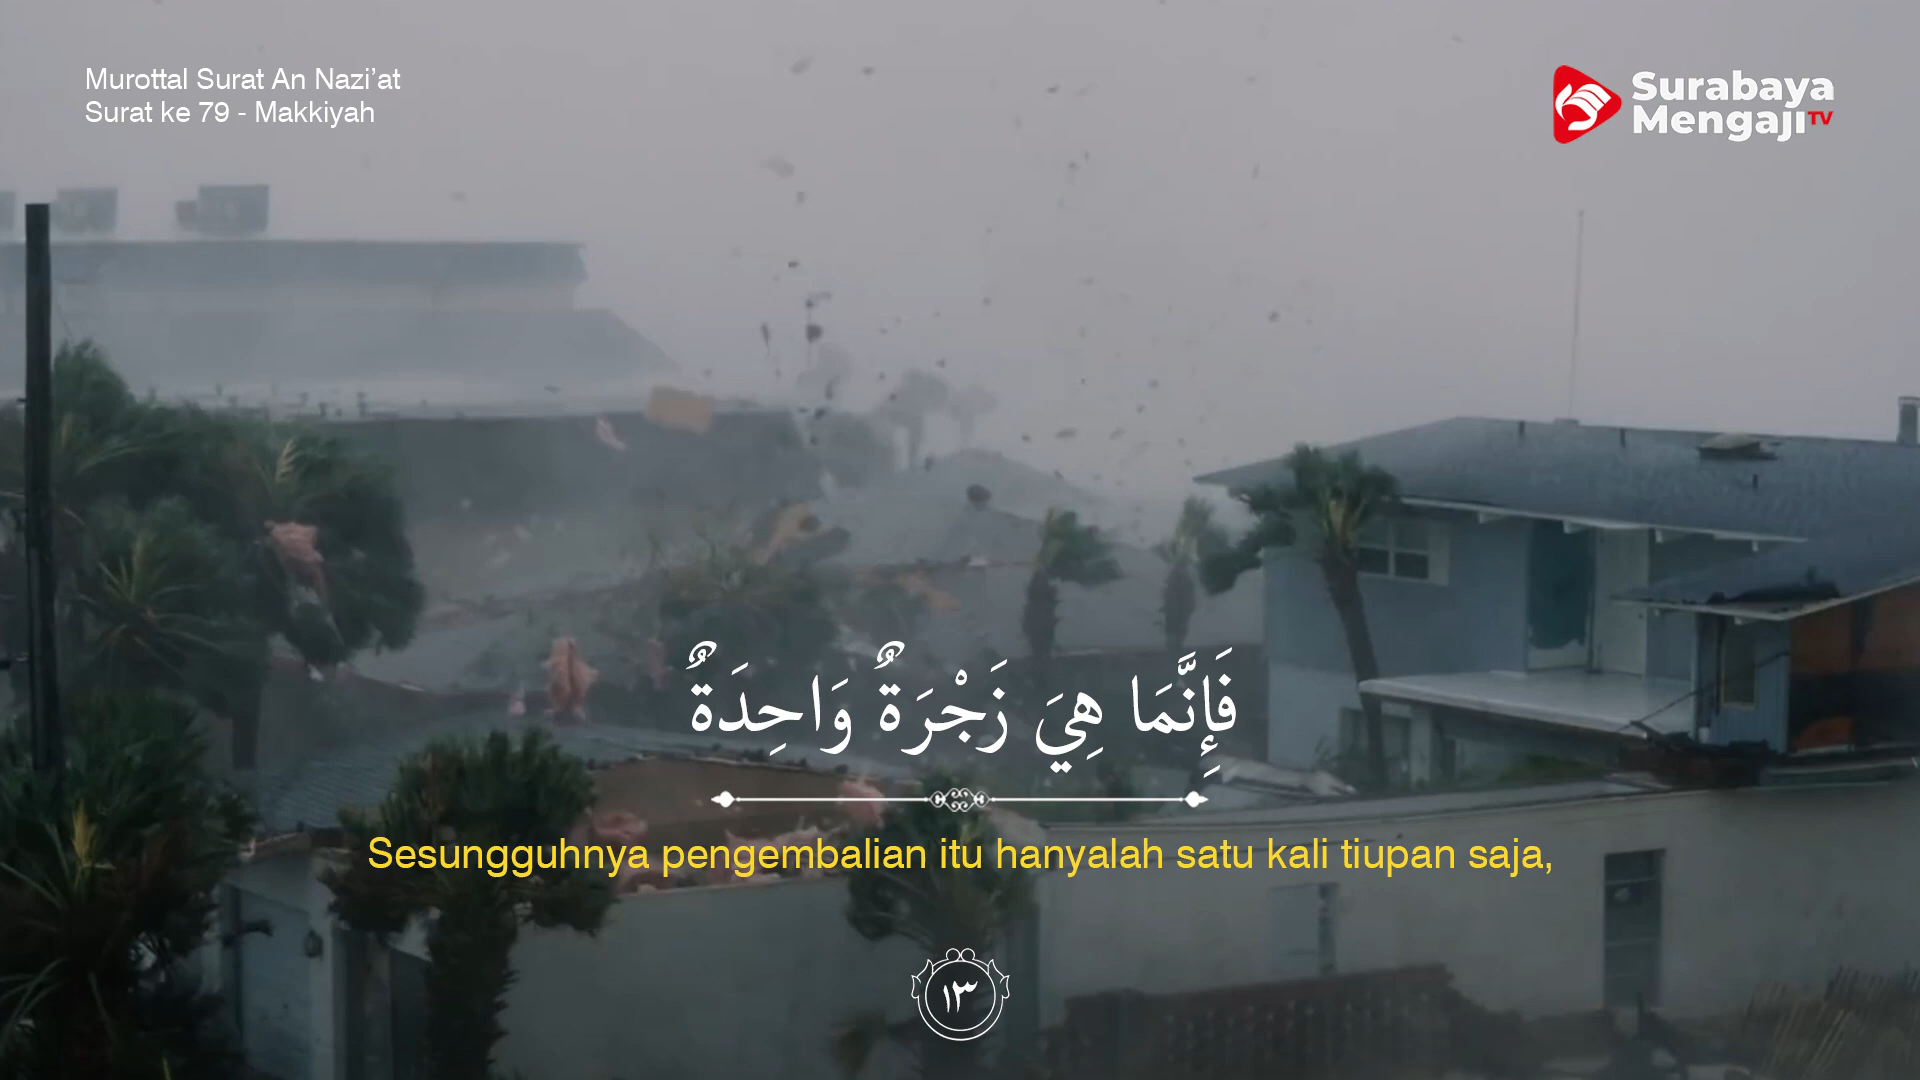 Murottal Surat An Nazi’at
Surat ke 79 - Makkiyah
Surabaya
Mengaji TV
فَإِنَّمَا هِيَ زَجْرَةٌ وَاحِدَةٌ
Sesungguhnya pengembalian itu hanyalah satu kali tiupan saja,
١٣